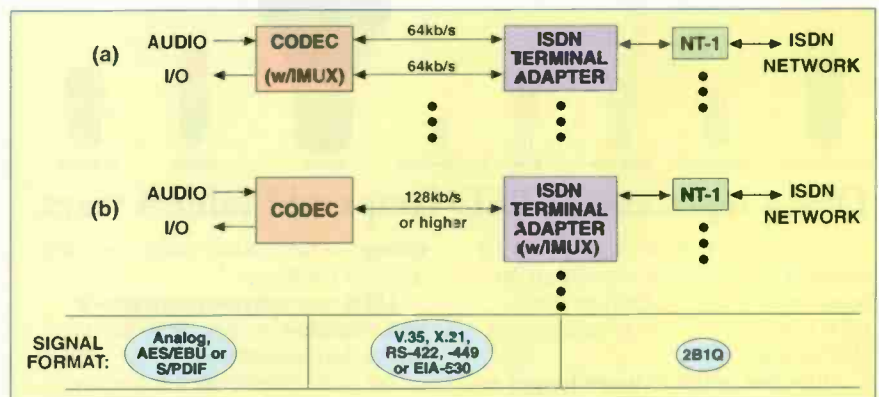 (a)
AUDIO
I/O
CODEC
(w/IMUX)
64kb/s
64kb/s
ISDN
TERMINAL
ADAPTER
NT-1
ISDN
NETWORK
(b)
AUDIO
I/O
CODEC
128kb/s
or higher
ISDN
TERMINAL
ADAPTER
(w/IMUX)
NT-1
ISDN
NETWORK
SIGNAL
FORMAT:
Analog,
AES/EBU or
S/PDIF
V.35, X.21,
RS-422, -449
or EIA-530
2B1Q